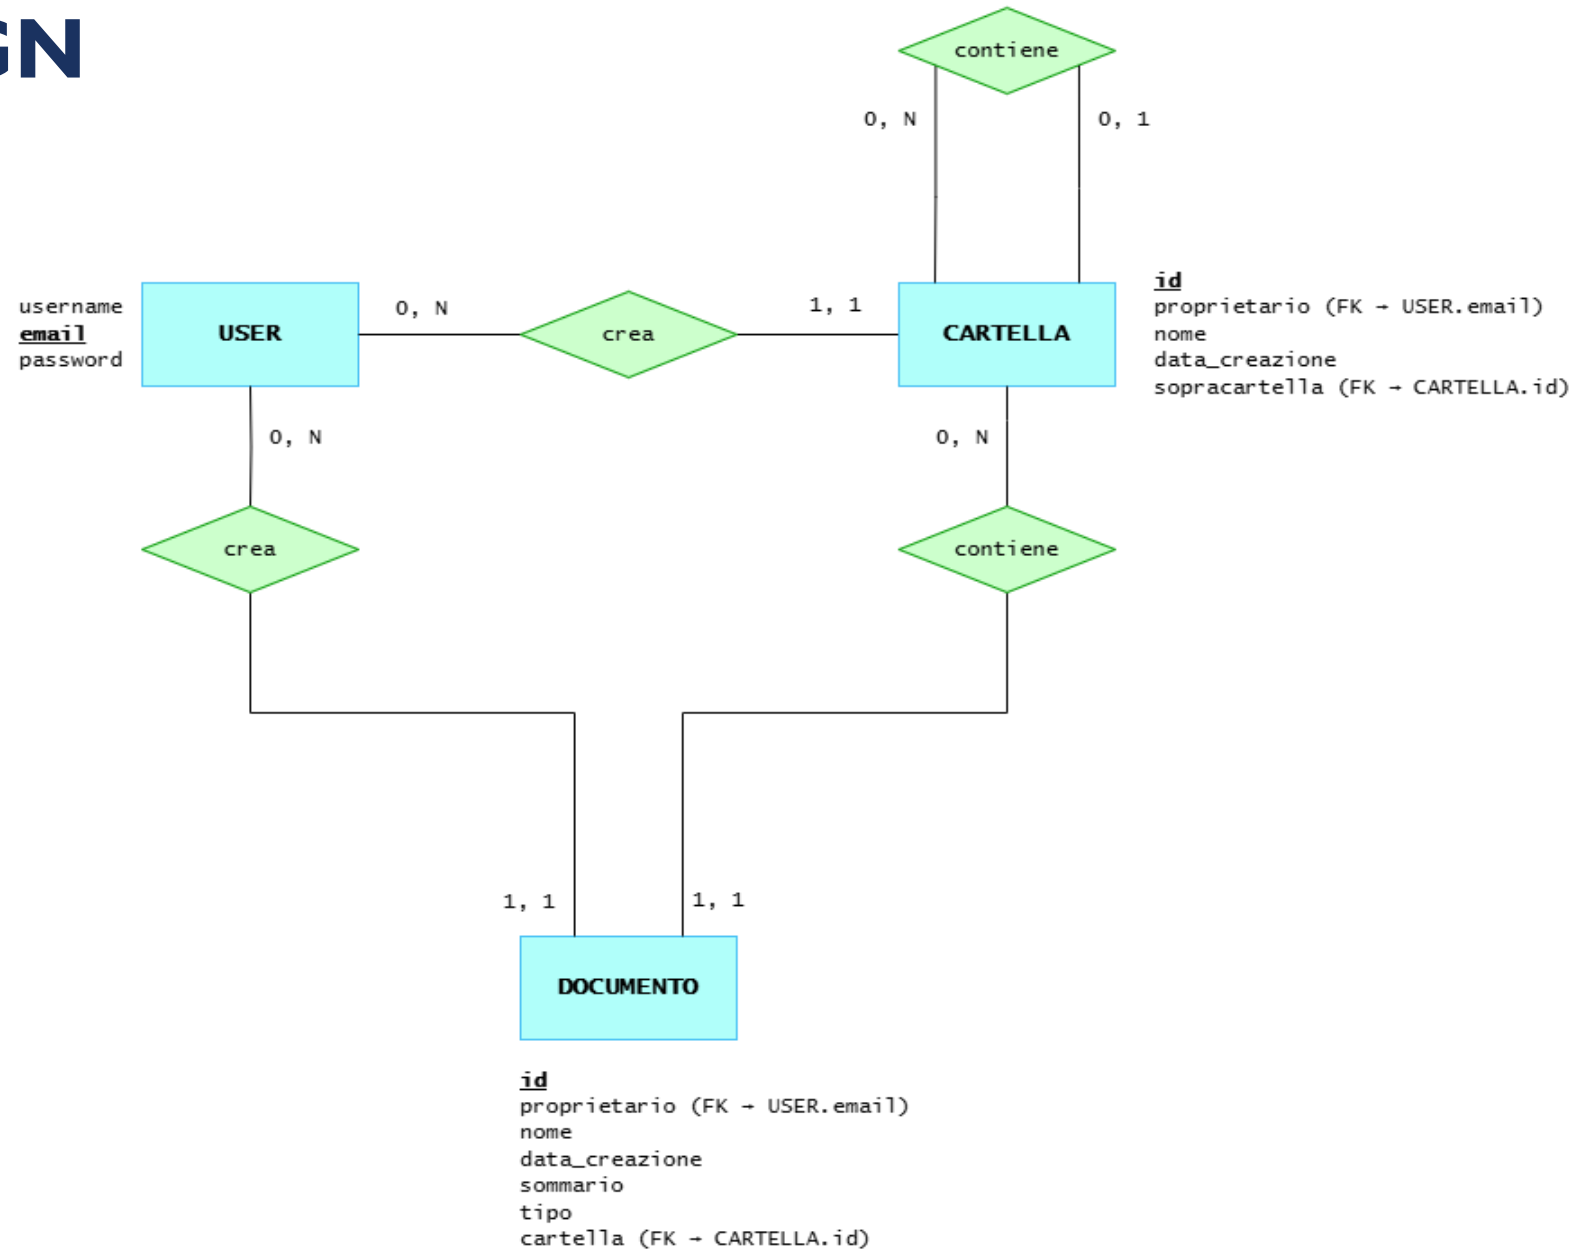 GN
contiene
0, N
0, 1
username
email
password
USER
0, N
crea
1, 1
CARTELLA
id
proprietario (FK → USER.email)
nome
data_creazione
sopracartella (FK → CARTELLA.id)
0, N
0, N
crea
contiene
1, 1
1, 1
DOCUMENTO
id
proprietario (FK → USER.email)
nome
data_creazione
sommario
tipo
cartella (FK → CARTELLA.id)